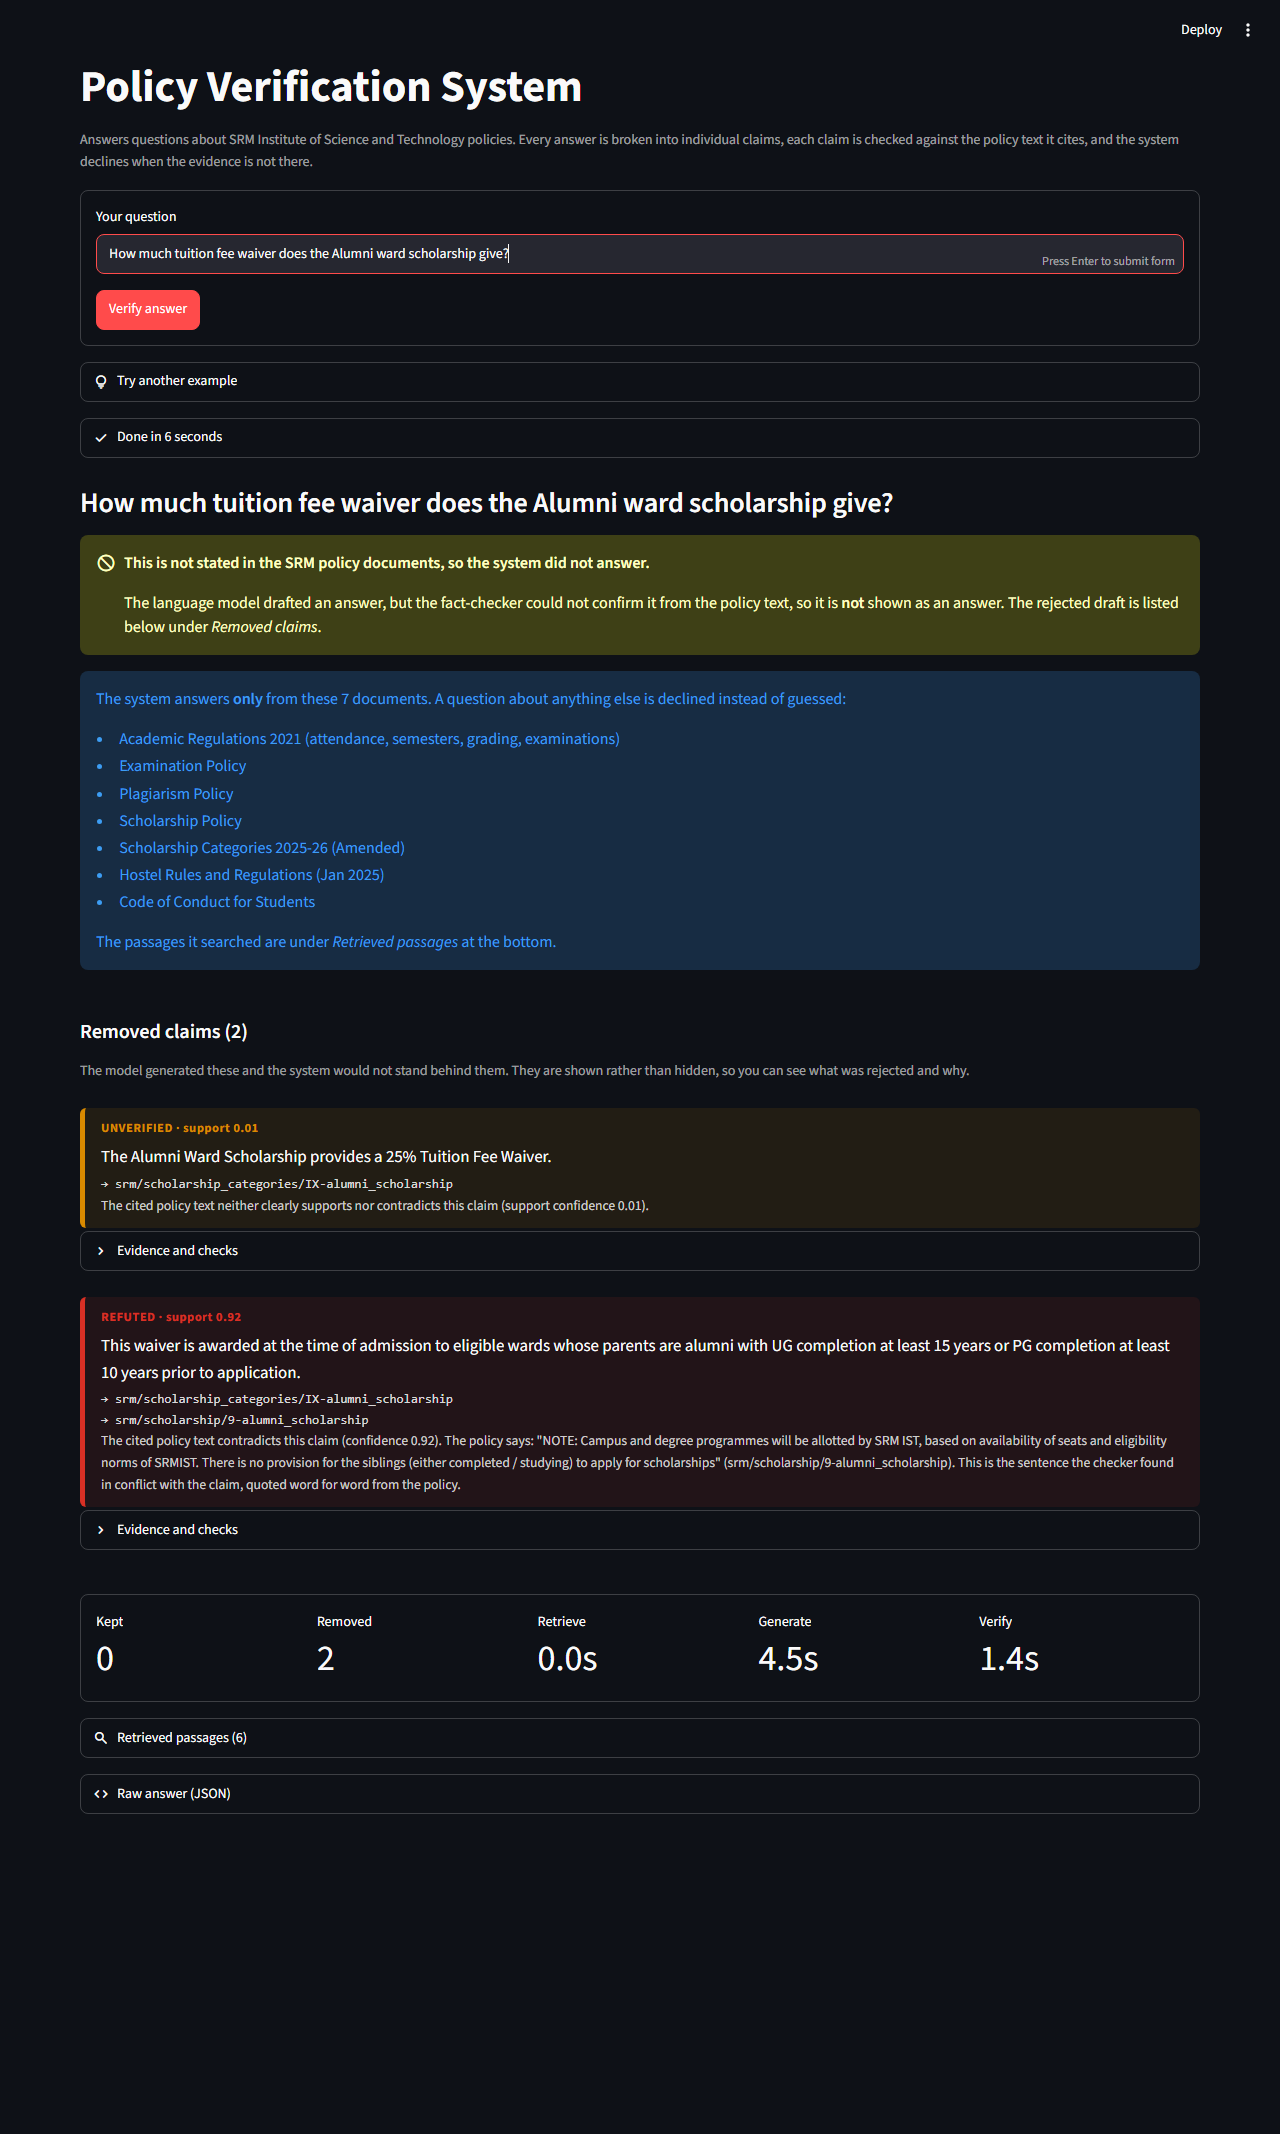 Deploy
Policy Verification System
Answers questions about SRM Institute of Science and Technology policies. Every answer is broken into individual claims, each claim is checked against the policy text it cites, and the system
declines when the evidence is not there.
Your question
How much tuition fee waiver does the Alumni ward scholarship give?
Press Enter to submit form
Verify answer
Try another example
Done in 6 seconds
How much tuition fee waiver does the Alumni ward scholarship give?
This is not stated in the SRM policy documents, so the system did not answer.
The language model drafted an answer, but the fact-checker could not confirm it from the policy text, so it is not shown as an answer. The rejected draft is listed
below under Removed claims.
The system answers only from these 7 documents. A question about anything else is declined instead of guessed:
• Academic Regulations 2021 (attendance, semesters, grading, examinations)
• Examination Policy
• Plagiarism Policy
• Scholarship Policy
• Scholarship Categories 2025-26 (Amended)
• Hostel Rules and Regulations (Jan 2025)
• Code of Conduct for Students
The passages it searched are under Retrieved passages at the bottom.
Removed claims (2)
The model generated these and the system would not stand behind them. They are shown rather than hidden, so you can see what was rejected and why.
UNVERIFIED · support 0.01
The Alumni Ward Scholarship provides a 25% Tuition Fee Waiver.
→ srm/scholarship_categories/IX-alumni_scholarship
The cited policy text neither clearly supports nor contradicts this claim (support confidence 0.01).
Evidence and checks
REFUTED · support 0.92
This waiver is awarded at the time of admission to eligible wards whose parents are alumni with UG completion at least 15 years or PG completion at least
10 years prior to application.
→ srm/scholarship_categories/IX-alumni_scholarship
→ srm/scholarship/9-alumni_scholarship
The cited policy text contradicts this claim (confidence 0.92). The policy says: "NOTE: Campus and degree programmes will be allotted by SRM IST, based on availability of seats and eligibility
norms of SRMIST. There is no provision for the siblings (either completed / studying) to apply for scholarships" (srm/scholarship/9-alumni_scholarship). This is the sentence the checker found
in conflict with the claim, quoted word for word from the policy.
Evidence and checks
Kept Removed Retrieve Generate Verify
0 2 0.0s 4.5s 1.4s
Retrieved passages (6)
Raw answer (JSON)